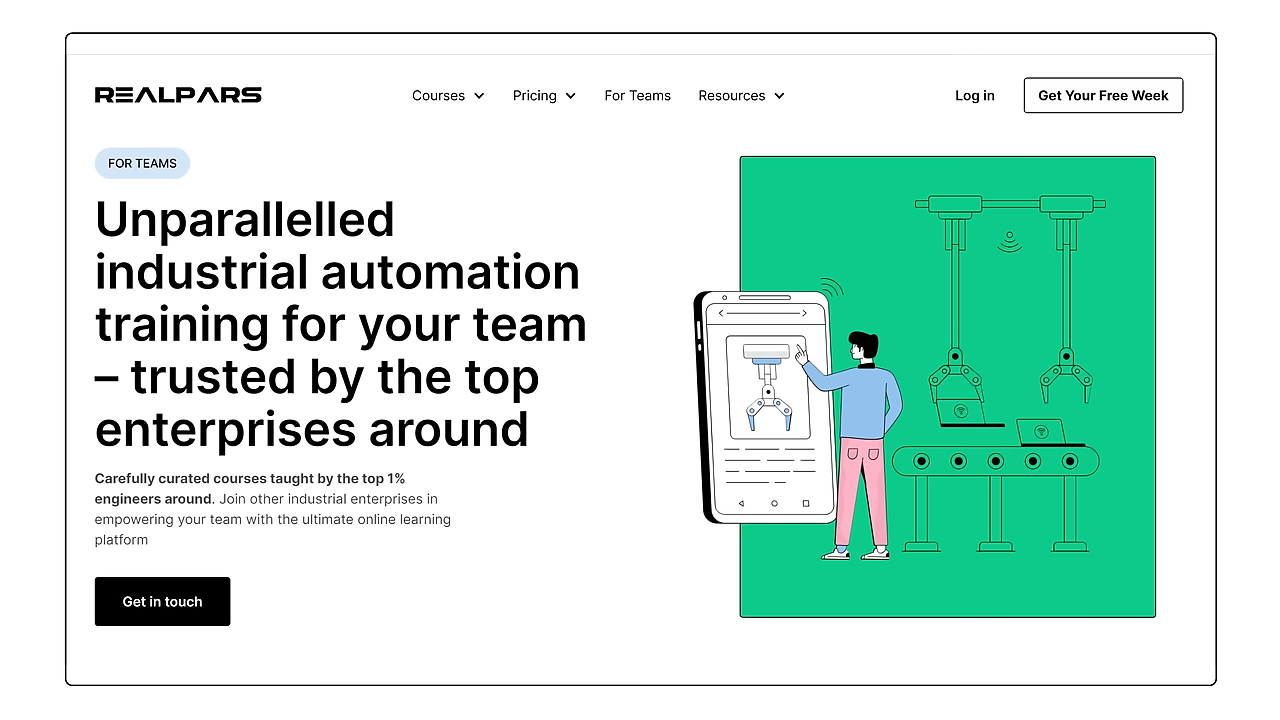 REALPARS
Courses
Pricing
For Teams
Resources
Log in
Get Your Free Week
FOR TEAMS
Unparallelled
industrial automation
training for your team
– trusted by the top
enterprises around
Carefully curated courses taught by the top 1%
engineers around. Join other industrial enterprises in
empowering your team with the ultimate online learning
platform
Get in touch